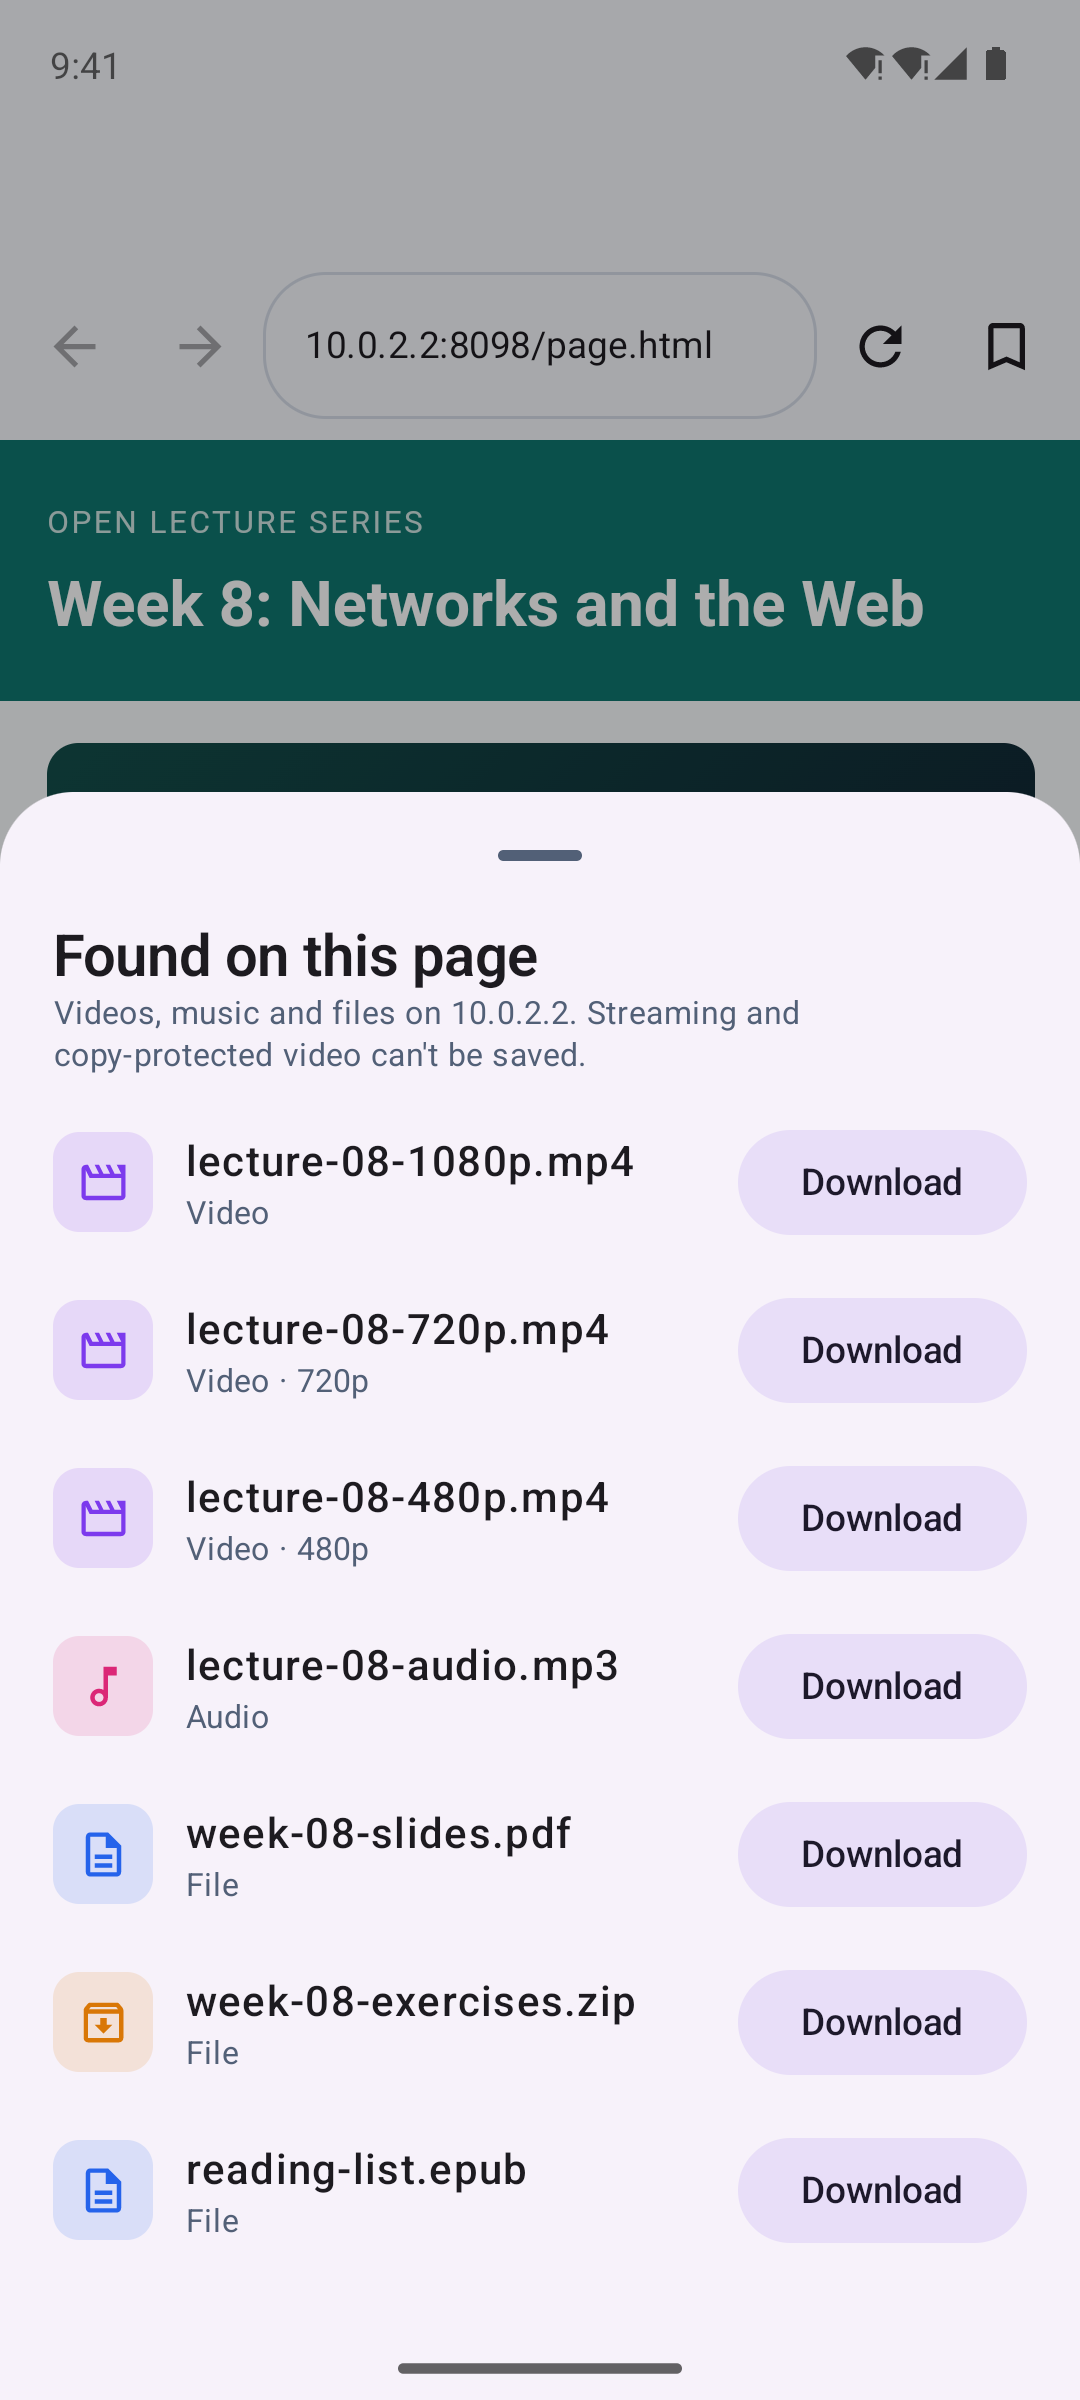 9:41
10.0.2.2:8098/page.html
OPEN LECTURE SERIES
Week 8: Networks and the Web
Found on this page
Videos, music and files on 10.0.2.2. Streaming and
copy-protected video can't be saved.
lecture-08-1080p.mp4
Video
Download
lecture-08-720p.mp4
Video · 720p
Download
lecture-08-480p.mp4
Video · 480p
Download
lecture-08-audio.mp3
Audio
Download
week-08-slides.pdf
File
Download
week-08-exercises.zip
File
Download
reading-list.epub
File
Download